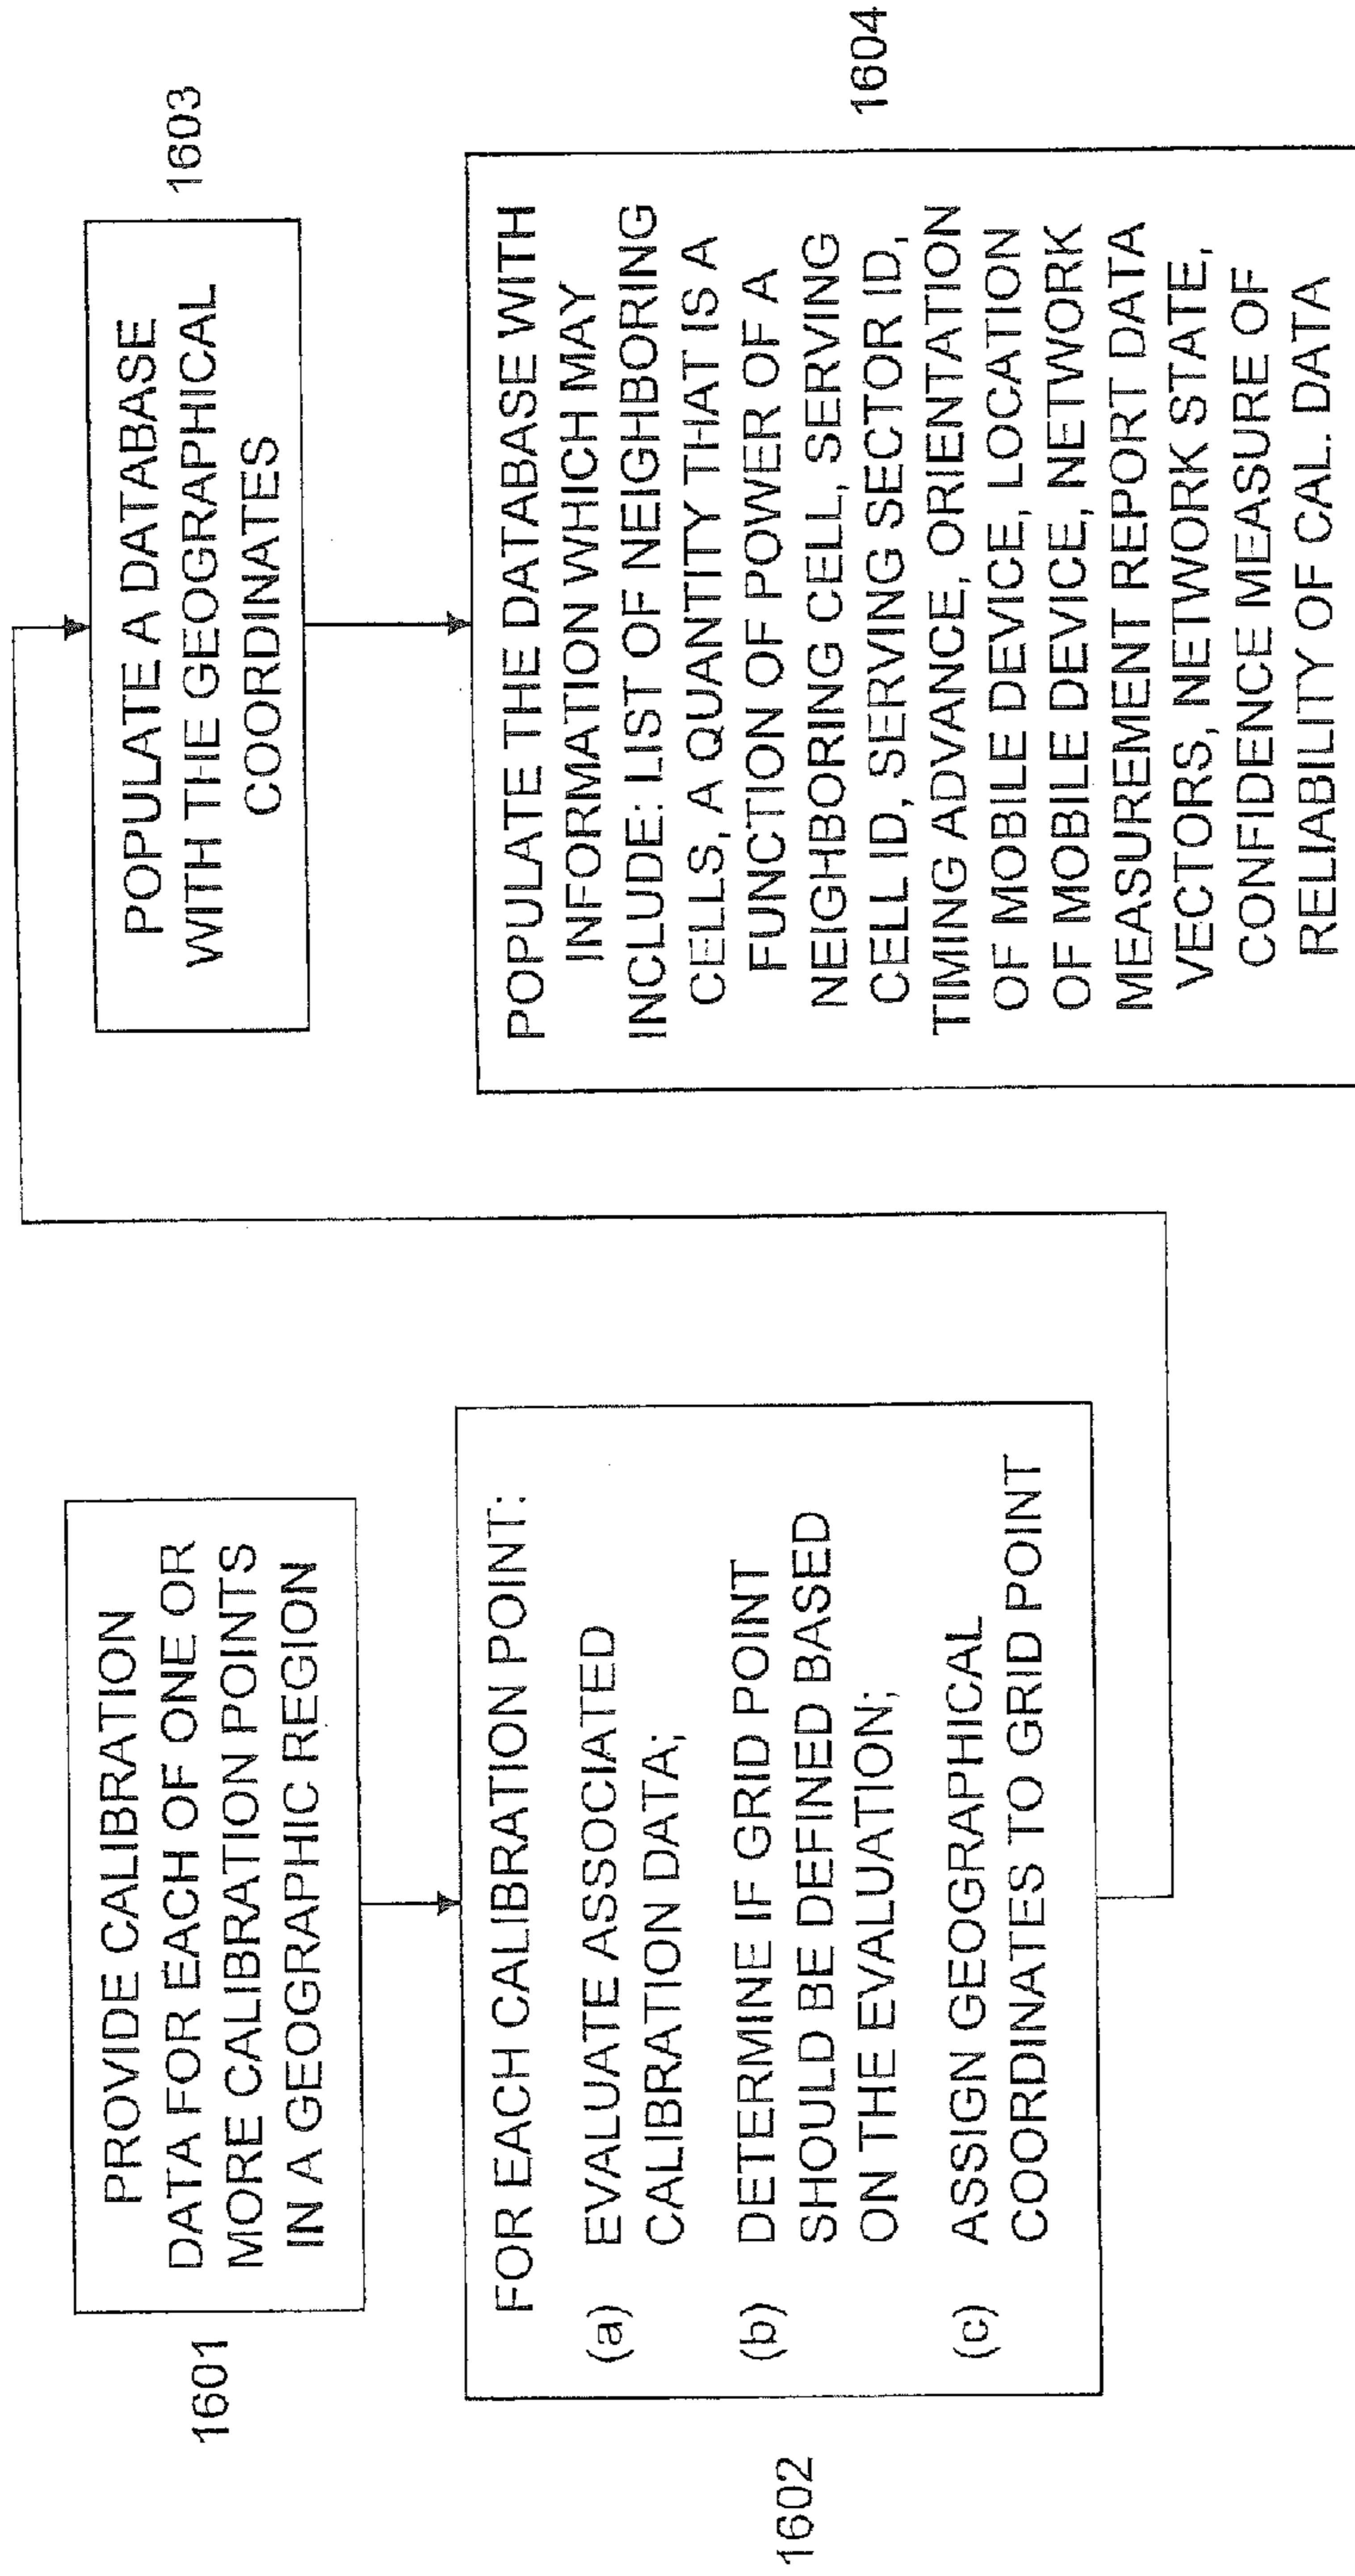 1601
PROVIDE CALIBRATION
DATA FOR EACH OF ONE OR
MORE CALIBRATION POINTS
IN A GEOGRAPHIC REGION
1602
FOR EACH CALIBRATION POINT:
(a) EVALUATE ASSOCIATED
CALIBRATION DATA;
(b) DETERMINE IF GRID POINT
SHOULD BE DEFINED BASED
ON THE EVALUATION;
(c) ASSIGN GEOGRAPHICAL
COORDINATES TO GRID POINT
POPULATE A DATABASE
WITH THE GEOGRAPHICAL
COORDINATES
1603
POPULATE THE DATABASE WITH
INFORMATION WHICH MAY
INCLUDE: LIST OF NEIGHBORING
CELLS, A QUANTITY THAT IS A
FUNCTION OF POWER OF A
NEIGHBORING CELL, SERVING
CELL ID, SERVING SECTOR ID,
TIMING ADVANCE, ORIENTATION
OF MOBILE DEVICE, LOCATION
OF MOBILE DEVICE, NETWORK
MEASUREMENT REPORT DATA
VECTORS, NETWORK STATE,
CONFIDENCE MEASURE OF
RELIABILITY OF CAL. DATA
1604